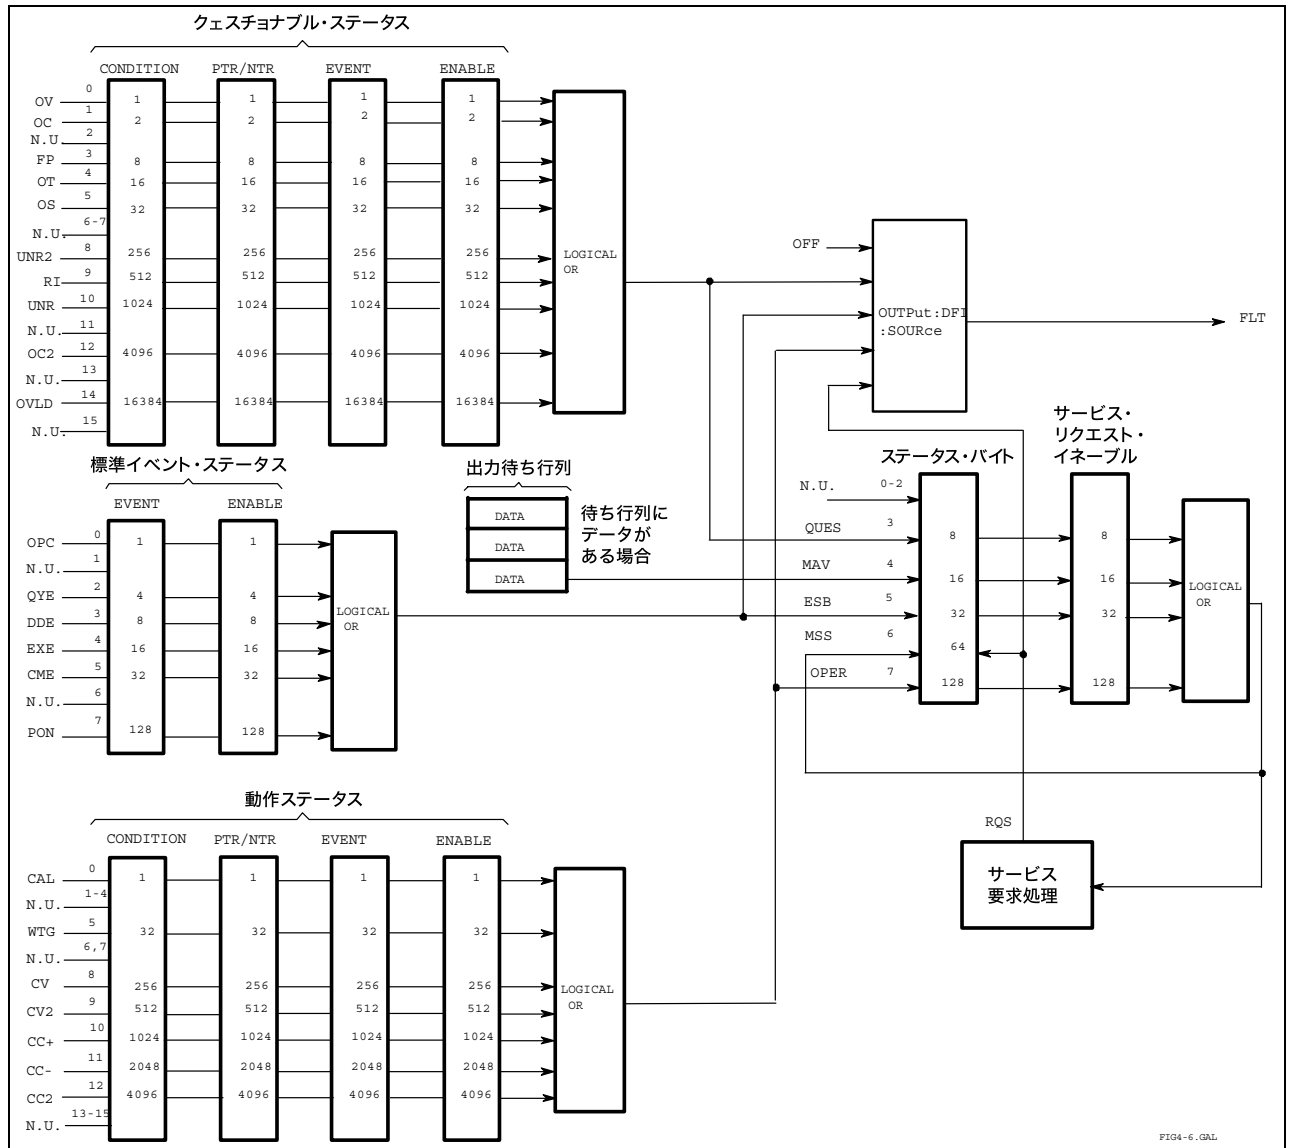 クェスチョナブル・ステータス
CONDITION PTR/NTR EVENT ENABLE
OV 0 1 1 1 1
OC 1 2 2 2 2
N.U. 2
FP 3 8 8 8 8
OT 4 16 16 16 16
OS 5 32 32 32 32
N.U. 6-7
UNR2 8 256 256 256 256
RI 9 512 512 512 512
UNR 10 1024 1024 1024 1024
N.U. 11
OC2 12 4096 4096 4096 4096
N.U. 13
OVLD 14 16384 16384 16384 16384
N.U. 15
LOGICAL
OR
OFF
OUTPut:DFI
:SOURce
FLT
標準イベント・ステータス
EVENT ENABLE
OPC 0 1 1
N.U. 1
QYE 2 4 4
DDE 3 8 8
EXE 4 16 16
CME 5 32 32
N.U. 6
PON 7 128 128
LOGICAL
OR
出力待ち行列
DATA
DATA
DATA
待ち行列に
データが
ある場合
ステータス・バイト
サービス・
リクエスト・
イネーブル
N.U. 0-2
QUES 3 8 8
MAV 4 16 16
ESB 5 32 32
MSS 6 64
OPER 7 128 128
LOGICAL
OR
RQS
サービス
要求処理
動作ステータス
CONDITION PTR/NTR EVENT ENABLE
CAL 0 1 1 1 1
N.U. 1-4
WTG 5 32 32 32 32
N.U. 6,7
CV 8 256 256 256 256
CV2 9 512 512 512 512
CC+ 10 1024 1024 1024 1024
CC- 11 2048 2048 2048 2048
CC2 12 4096 4096 4096 4096
N.U. 13-15
LOGICAL
OR
FIG4-6.GAL